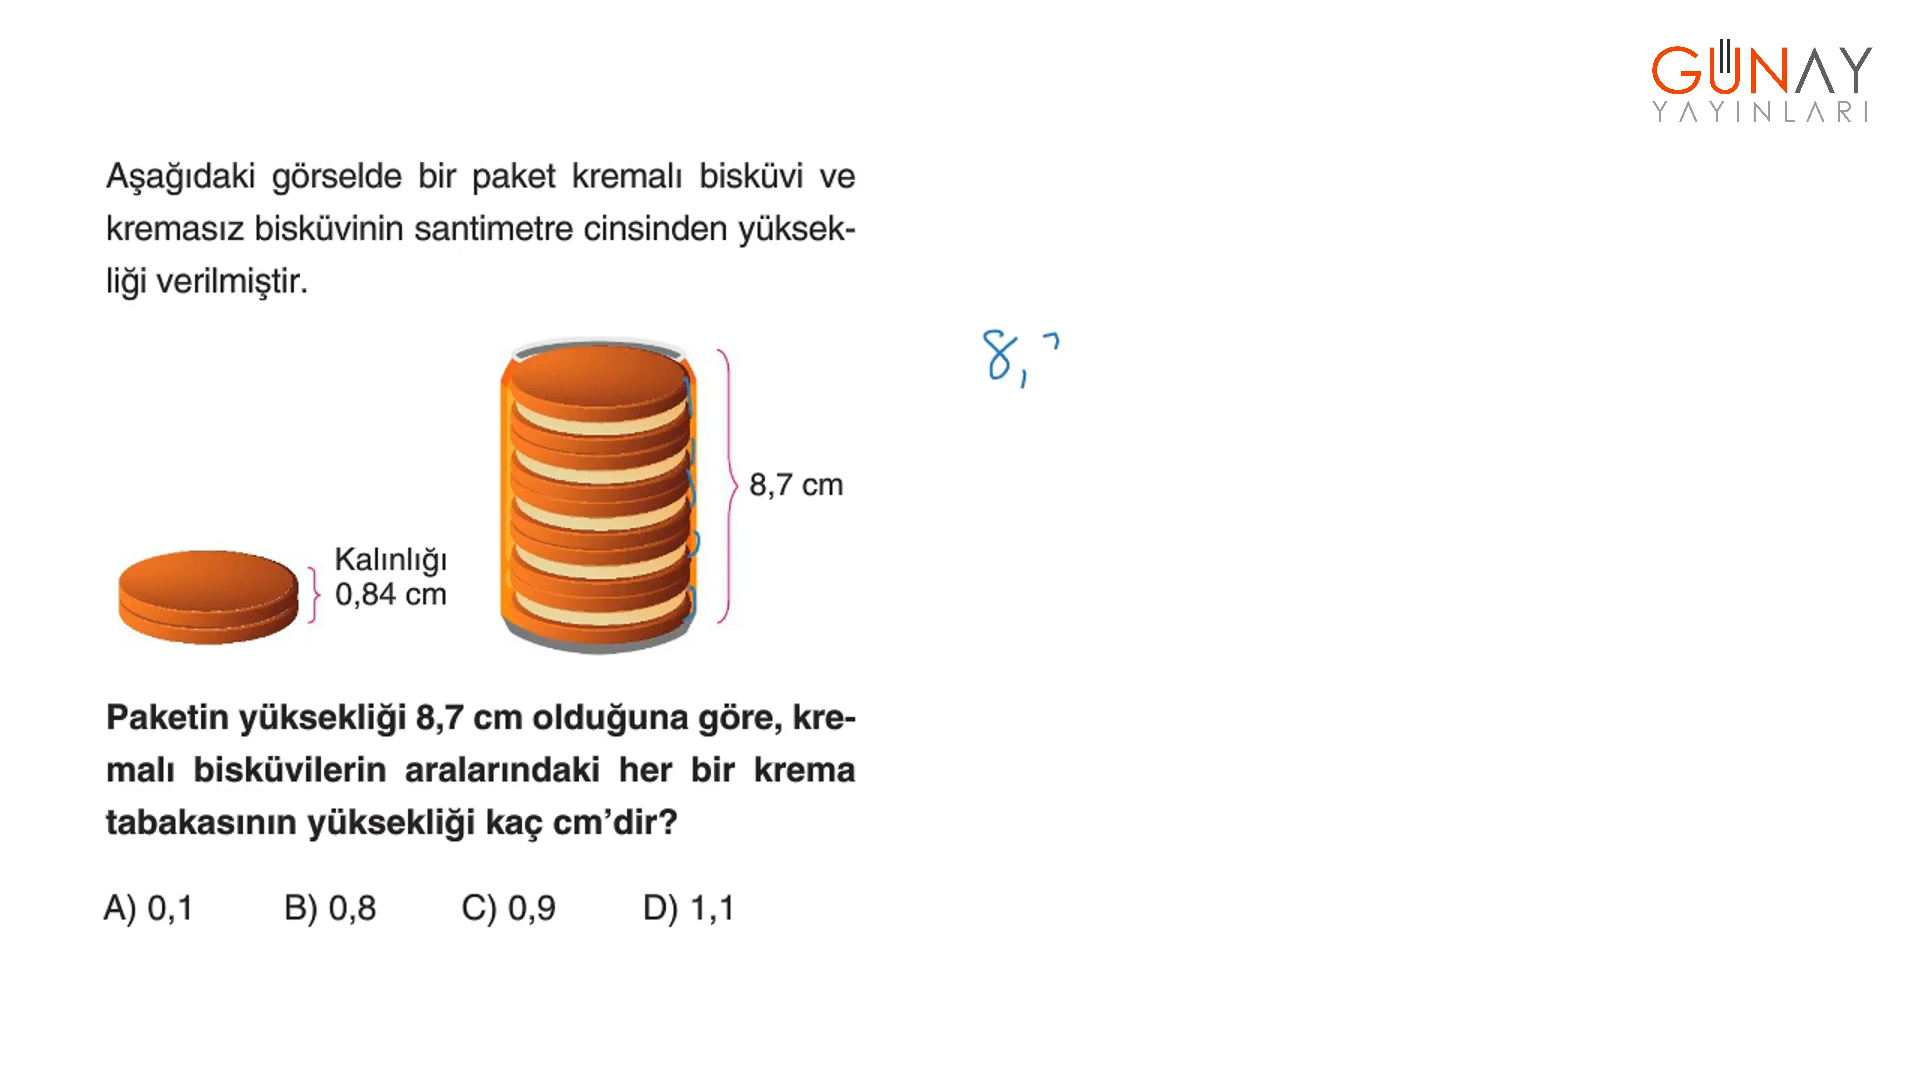 GÜNAY
YAYINLARI
Aşağıdaki görselde bir paket kremalı bisküvi ve
kremasız bisküvinin santimetre cinsinden yüksek-
liği verilmiştir.
8,
8,7 cm
Kalınlığı
0,84 cm
Paketin yüksekliği 8,7 cm olduğuna göre, kre-
malı bisküvilerin aralarındaki her bir krema
tabakasının yüksekliği kaç cm’dir?
A) 0,1 B) 0,8 C) 0,9 D) 1,1